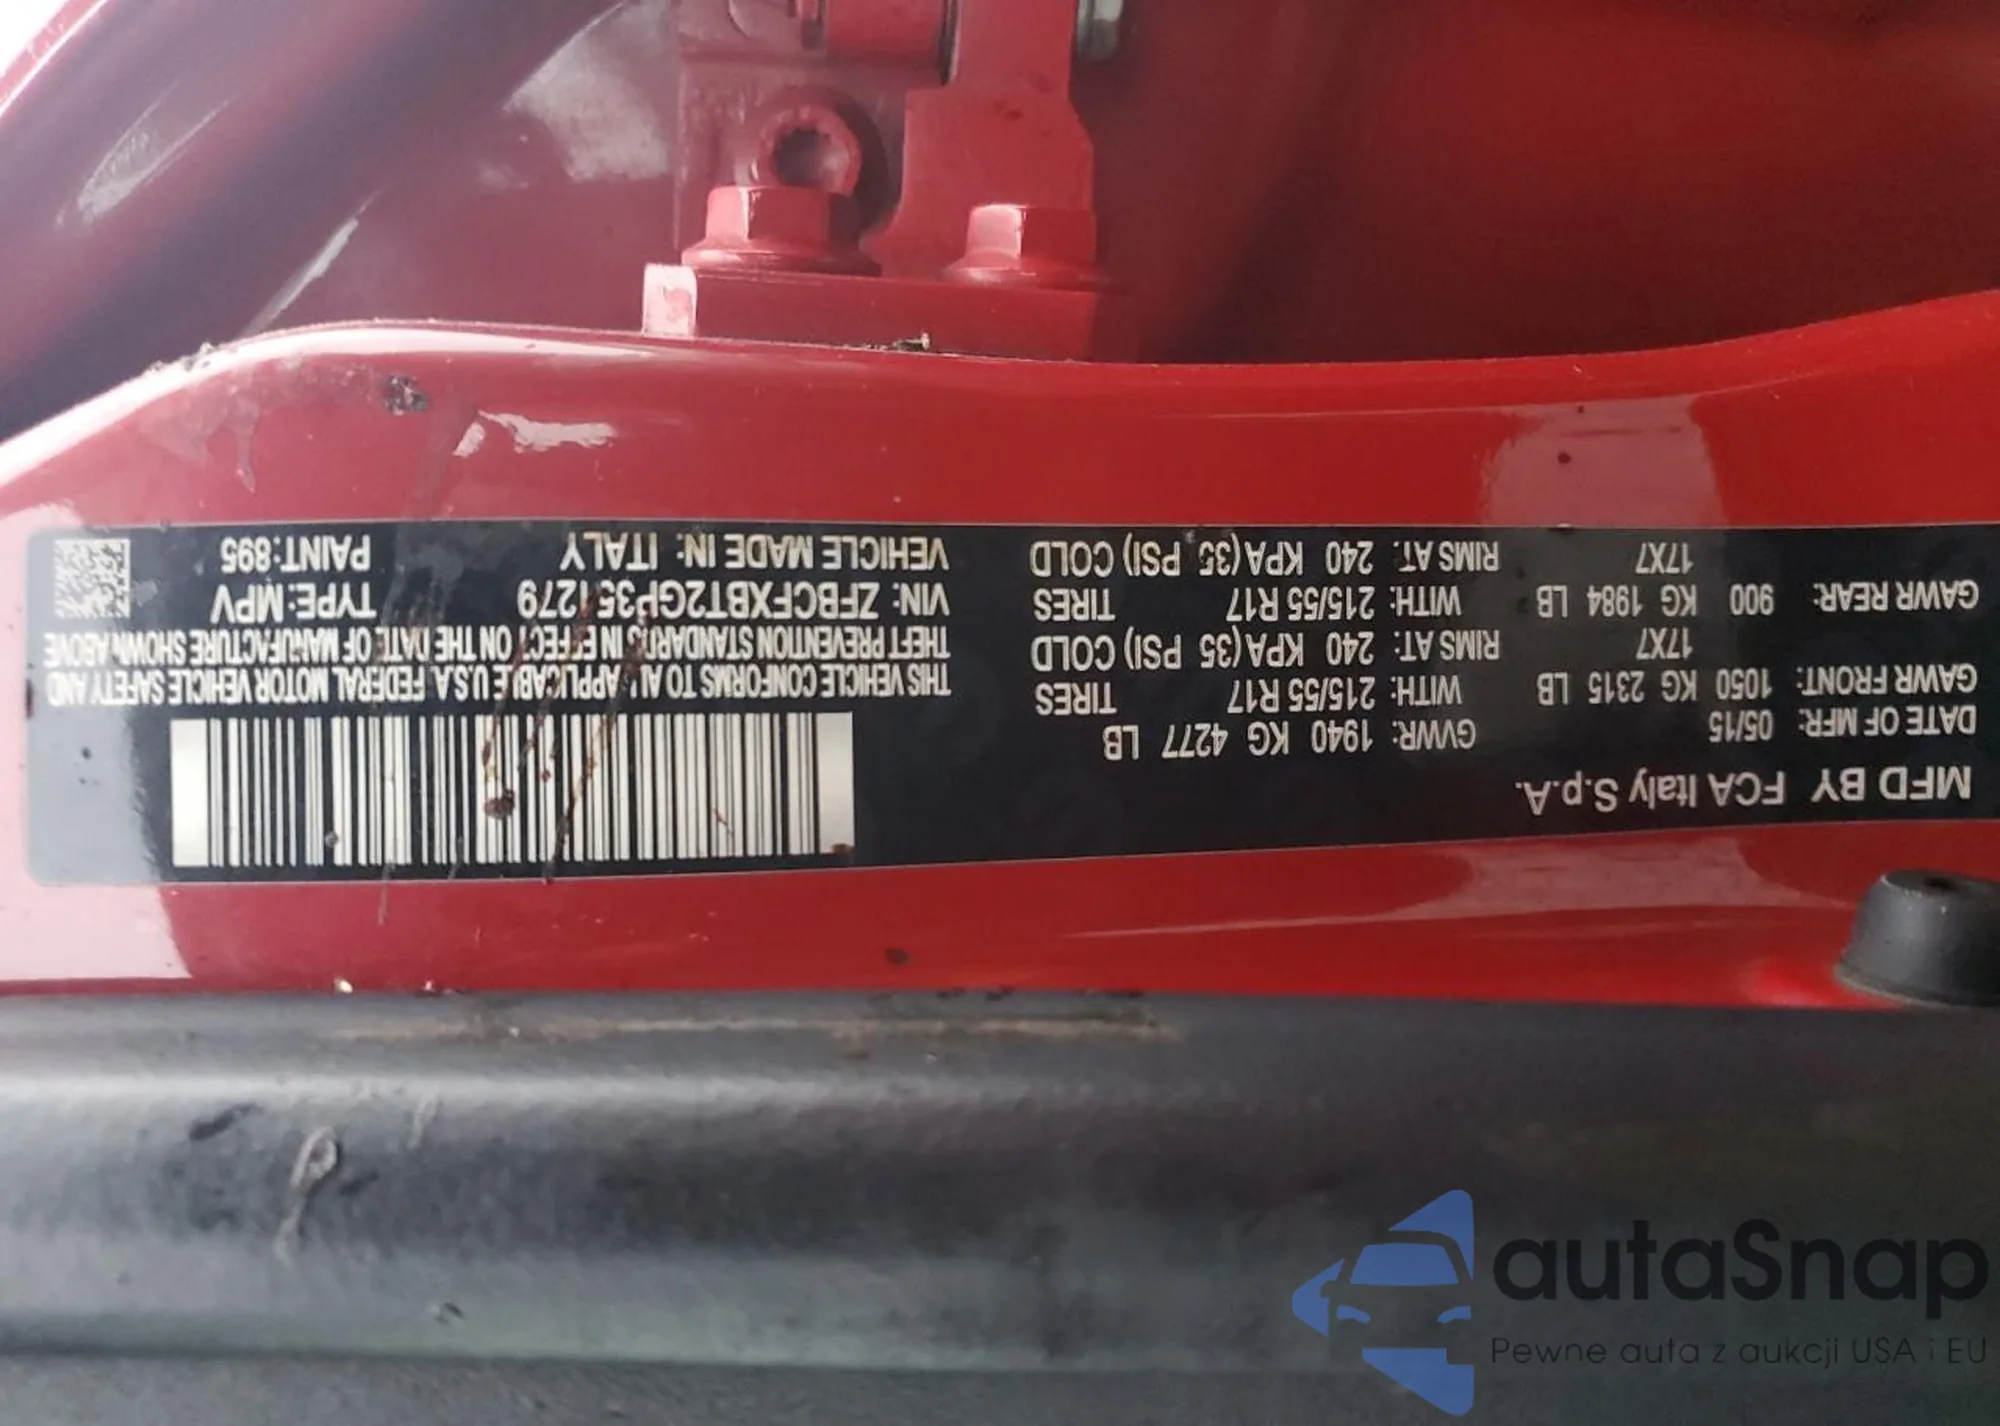 MFD BY FCA Italy S.p.A.
DATE OF MFR: 05/15 GVWR: 1940 KG 4277 LB
GAWR FRONT: 1050 KG 2315 LB WITH: 215/55 R17 TIRES
17X7 RIMS AT: 240 KPA (35 PSI) COLD
GAWR REAR: 900 KG 1984 LB WITH: 215/55 R17 TIRES
17X7 RIMS AT: 240 KPA (35 PSI) COLD
THIS VEHICLE CONFORMS TO ALL APPLICABLE U.S.A. FEDERAL MOTOR VEHICLE SAFETY AND
THEFT PREVENTION STANDARDS IN EFFECT ON THE DATE OF MANUFACTURE SHOWN ABOVE
VIN: ZFBCFXBT2GP351279 TYPE: MPV
VEHICLE MADE IN: ITALY PAINT: 895
autaSnap
Pewne auta z aukcji USA i EU